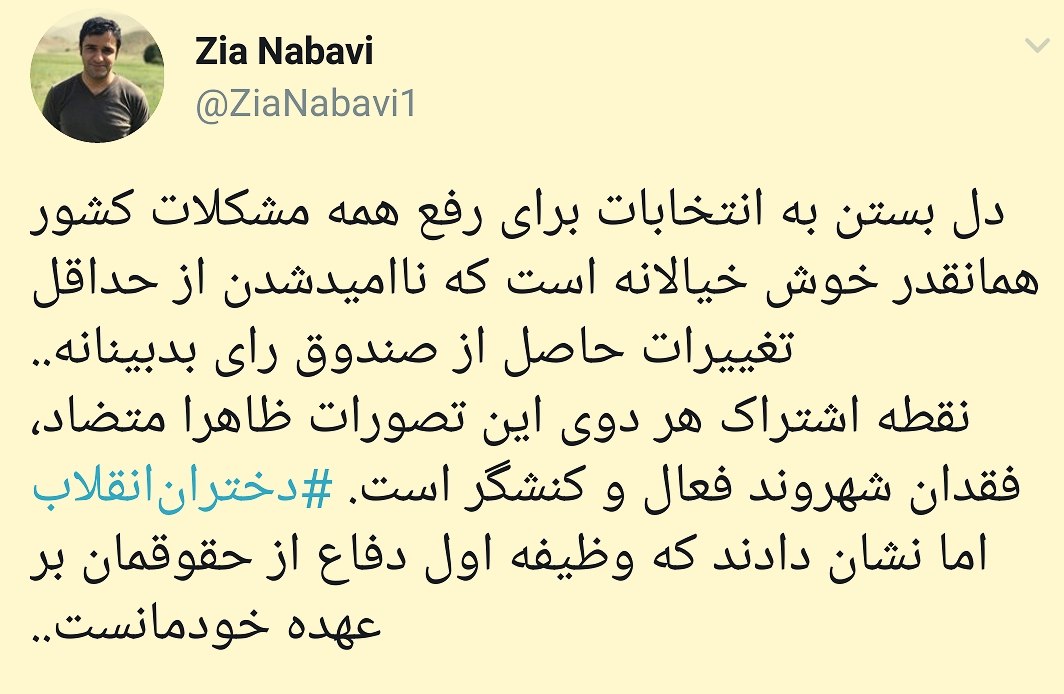 Zia Nabavi
@ZiaNabavi1
دل بستن به انتخابات برای رفع همه مشکلات کشور
همانقدر خوش خیالانه است که ناامیدشدن از حداقل
تغییرات حاصل از صندوق رای بدبینانه..
نقطه اشتراک هر دوی این تصورات ظاهرا متضاد،
فقدان شهروند فعال و کنشگر است. #دختران‌انقلاب
اما نشان دادند که وظیفه اول دفاع از حقوقمان بر
عهده خودمانست..